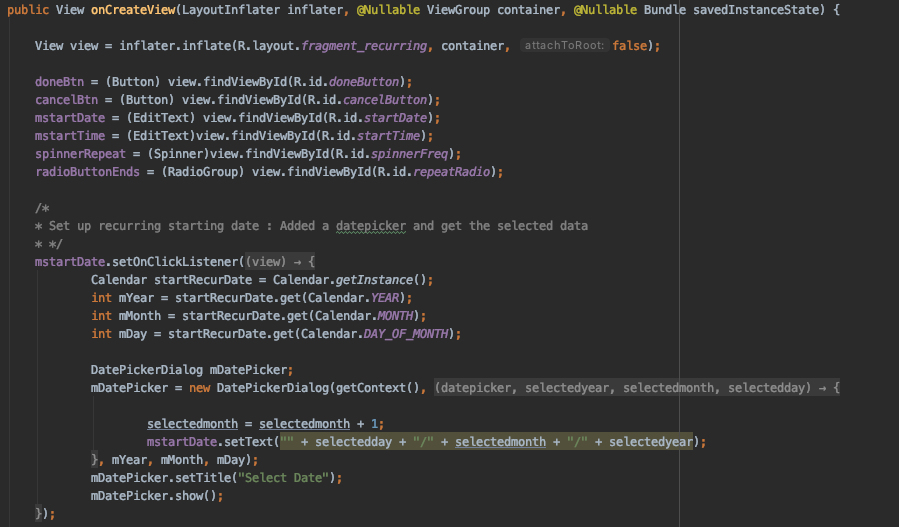 public View onCreateView(LayoutInflater inflater, @Nullable ViewGroup container, @Nullable Bundle savedInstanceState) {
View view = inflater.inflate(R.layout.fragment_recurring, container, attachToRoot: false);
doneBtn = (Button) view.findViewById(R.id.doneButton);
cancelBtn = (Button) view.findViewById(R.id.cancelButton);
mstartDate = (EditText) view.findViewById(R.id.startDate);
mstartTime = (EditText)view.findViewById(R.id.startTime);
spinnerRepeat = (Spinner)view.findViewById(R.id.spinnerFreq);
radioButtonEnds = (RadioGroup) view.findViewById(R.id.repeatRadio);
/*
* Set up recurring starting date : Added a datepicker and get the selected data
* */
mstartDate.setOnClickListener((view) → {
Calendar startRecurDate = Calendar.getInstance();
int mYear = startRecurDate.get(Calendar.YEAR);
int mMonth = startRecurDate.get(Calendar.MONTH);
int mDay = startRecurDate.get(Calendar.DAY_OF_MONTH);
DatePickerDialog mDatePicker;
mDatePicker = new DatePickerDialog(getContext(), (datepicker, selectedyear, selectedmonth, selectedday) → {
selectedmonth = selectedmonth + 1;
mstartDate.setText("" + selectedday + "/" + selectedmonth + "/" + selectedyear);
}, mYear, mMonth, mDay);
mDatePicker.setTitle("Select Date");
mDatePicker.show();
});